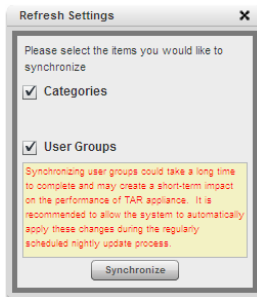 Refresh Settings
Please select the items you would like to
synchronize
Categories
User Groups
Synchronizing user groups could take a long time
to complete and may create a short-term impact
on the performance of TAR appliance. It is
recommended to allow the system to automatically
apply these changes during the regularly
scheduled nightly update process.
Synchronize